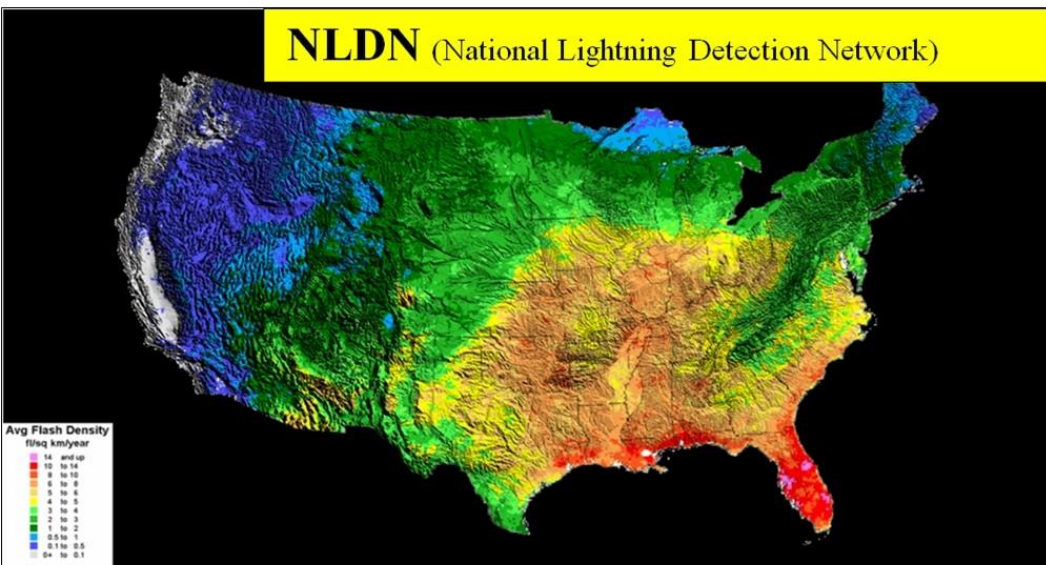 NLDN (National Lightning Detection Network)
Avg Flash Density
fl/sq km/year
14 and up
10 to 14
8 to 10
6 to 8
5 to 6
4 to 5
3 to 4
2 to 3
1 to 2
0.5 to 1
0.1 to 0.5
0+ to 0.1